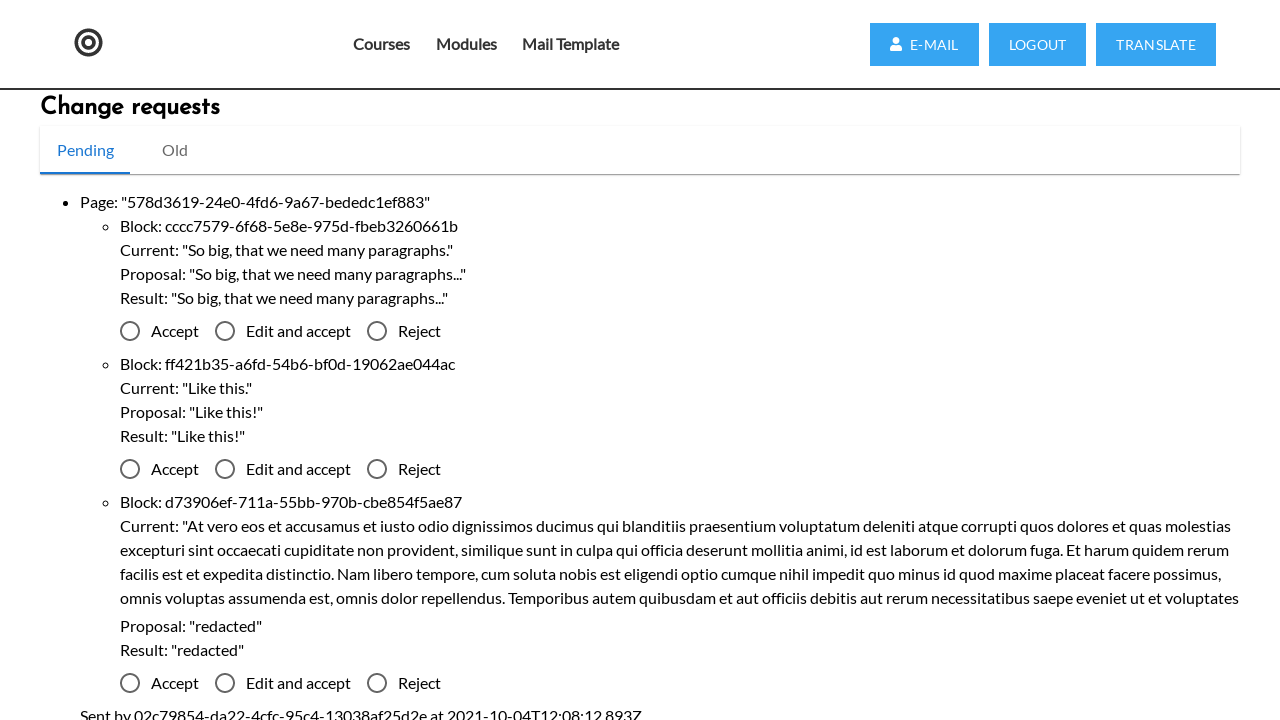 Courses Modules Mail Template E-MAIL LOGOUT TRANSLATE
Change requests
Pending Old
Page: "578d3619-24e0-4fd6-9a67-bededc1ef883"
Block: cccc7579-6f68-5e8e-975d-fbeb3260661b
Current: "So big, that we need many paragraphs."
Proposal: "So big, that we need many paragraphs..."
Result: "So big, that we need many paragraphs..."
Accept Edit and accept Reject
Block: ff421b35-a6fd-54b6-bf0d-19062ae044ac
Current: "Like this."
Proposal: "Like this!"
Result: "Like this!"
Accept Edit and accept Reject
Block: d73906ef-711a-55bb-970b-cbe854f5ae87
Current: "At vero eos et accusamus et iusto odio dignissimos ducimus qui blanditiis praesentium voluptatum deleniti atque corrupti quos dolores et quas molestias
excepturi sint occaecati cupiditate non provident, similique sunt in culpa qui officia deserunt mollitia animi, id est laborum et dolorum fuga. Et harum quidem rerum
facilis est et expedita distinctio. Nam libero tempore, cum soluta nobis est eligendi optio cumque nihil impedit quo minus id quod maxime placeat facere possimus,
omnis voluptas assumenda est, omnis dolor repellendus. Temporibus autem quibusdam et aut officiis debitis aut rerum necessitatibus saepe eveniet ut et voluptates
Proposal: "redacted"
Result: "redacted"
Accept Edit and accept Reject
Sent by 02c79854-da22-4cfc-95c4-13038af25d2e at 2021-10-04T12:08:12.893Z